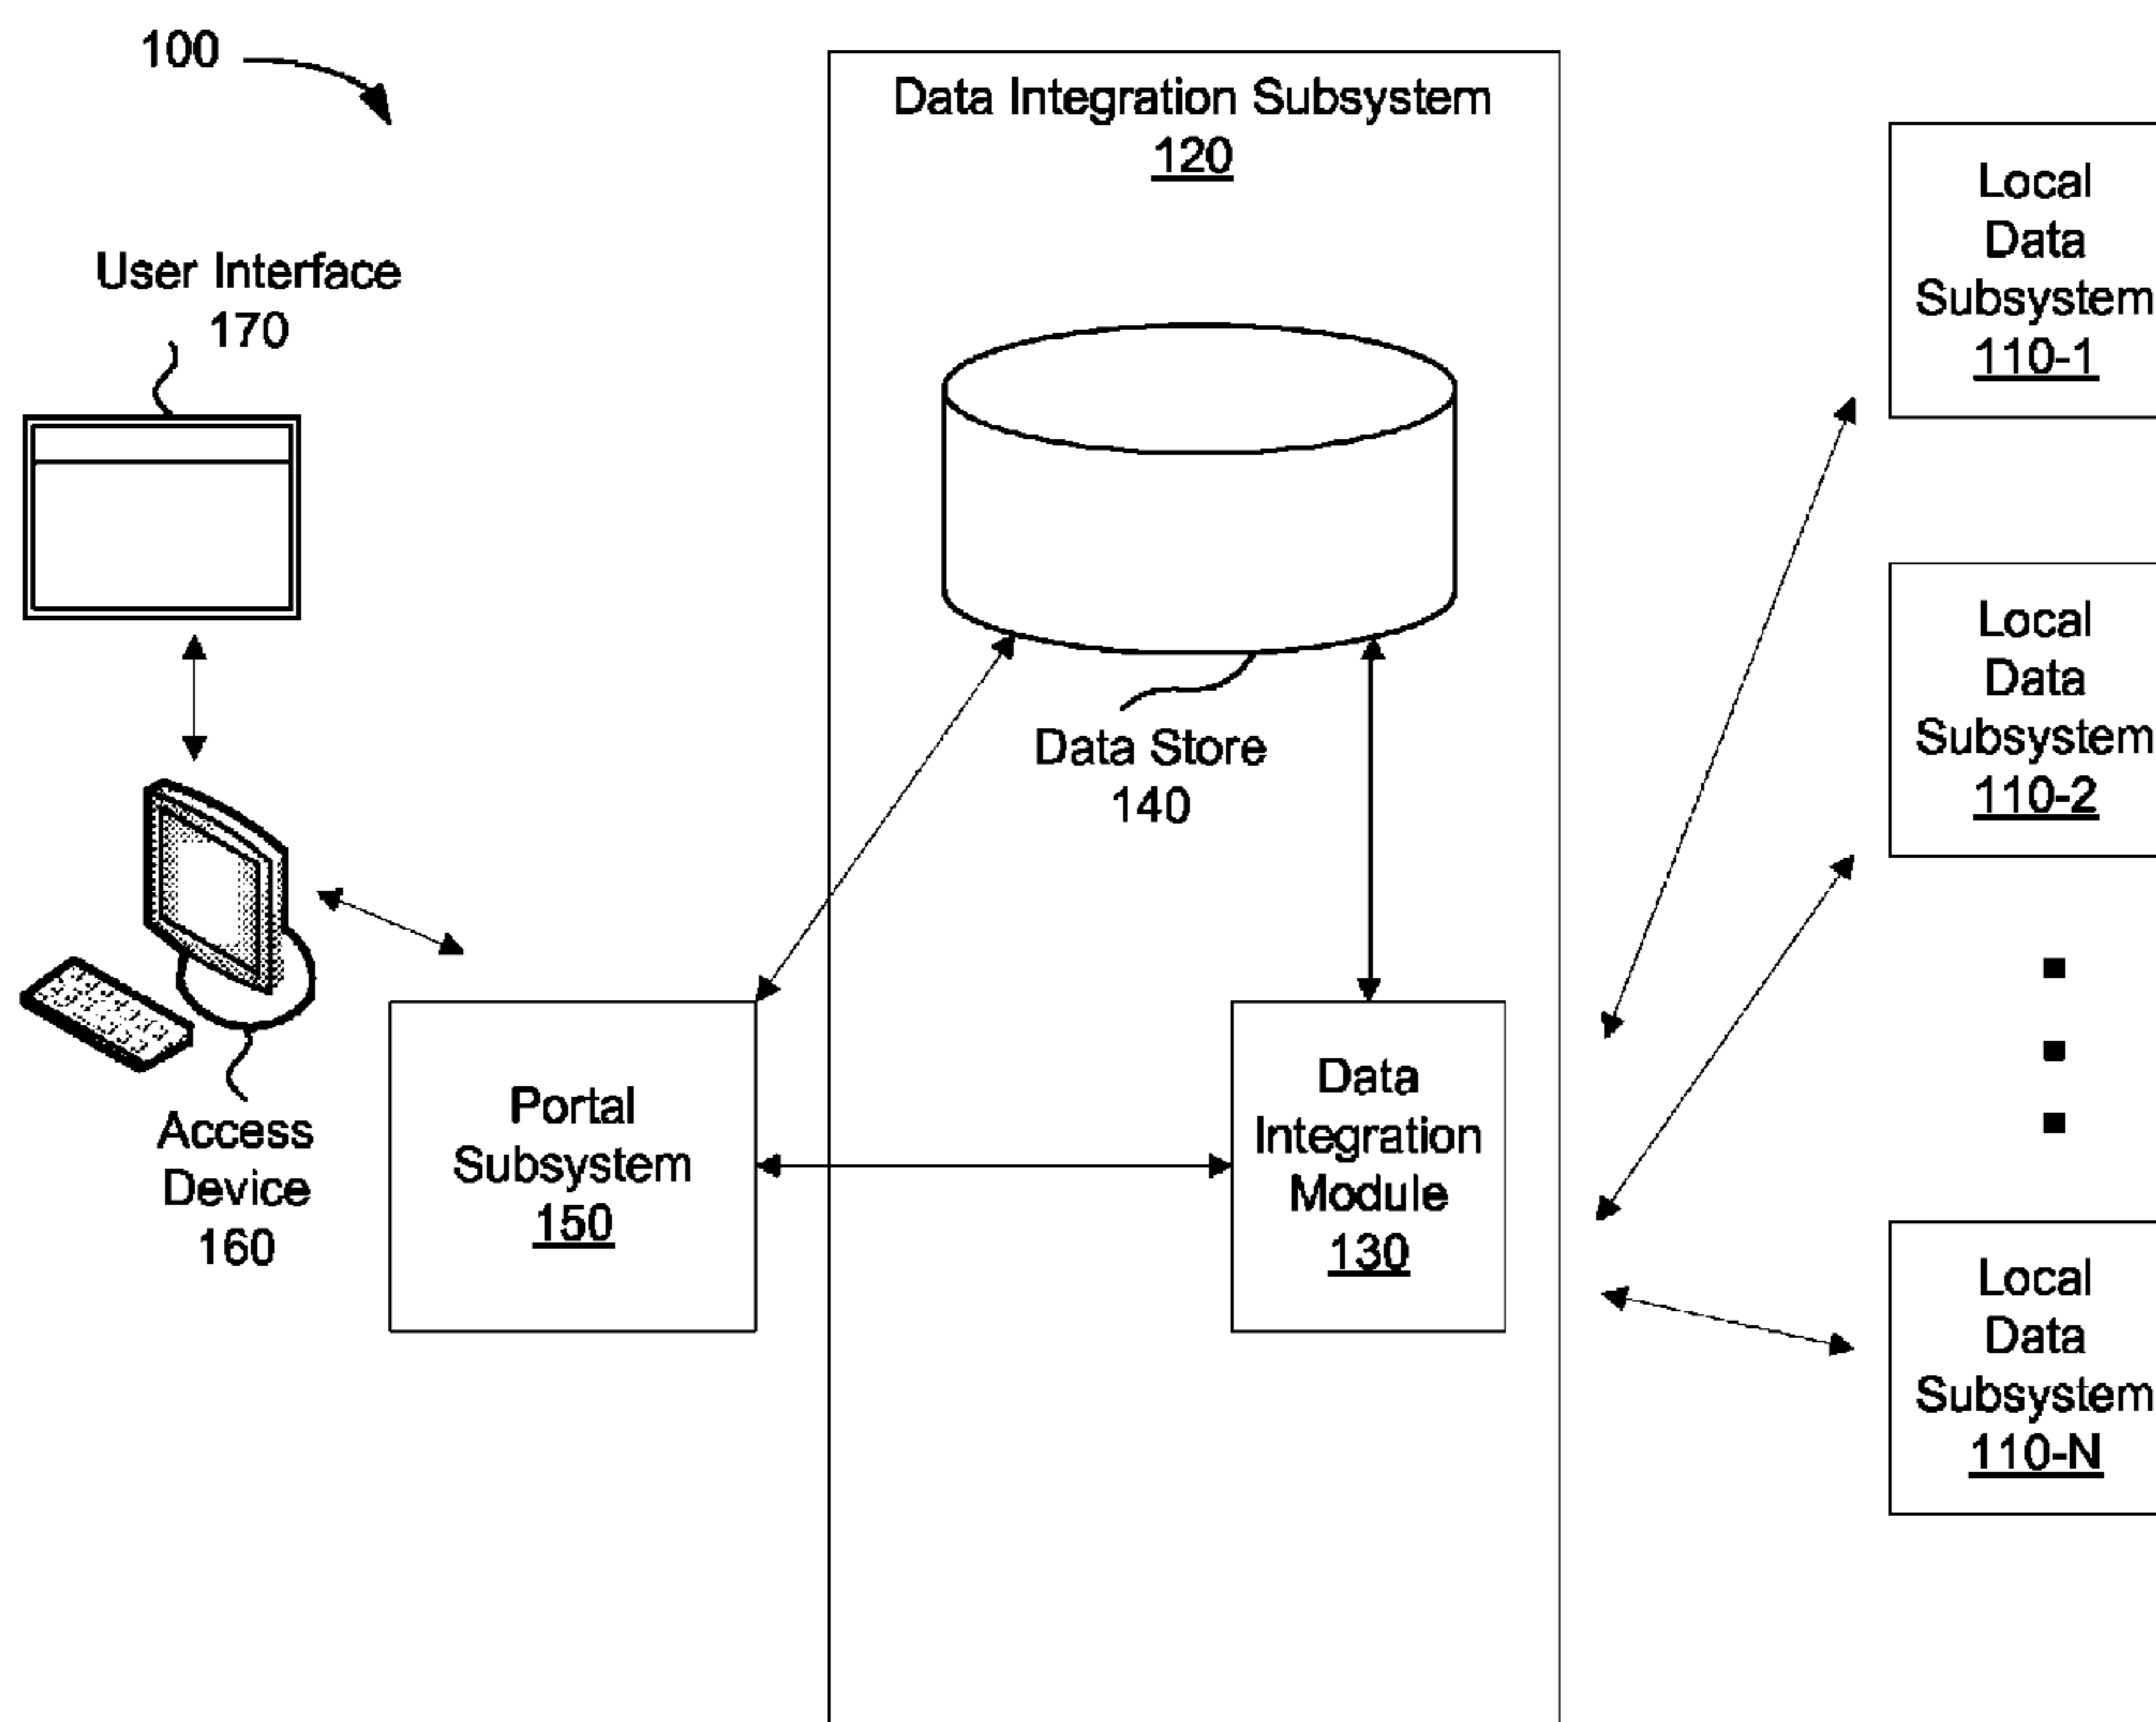 100
Data Integration Subsystem
120
User Interface
170
Data Store
140
Access
Device
160
Portal
Subsystem
150
Data
Integration
Module
130
Local
Data
Subsystem
110-1
Local
Data
Subsystem
110-2
Local
Data
Subsystem
110-N